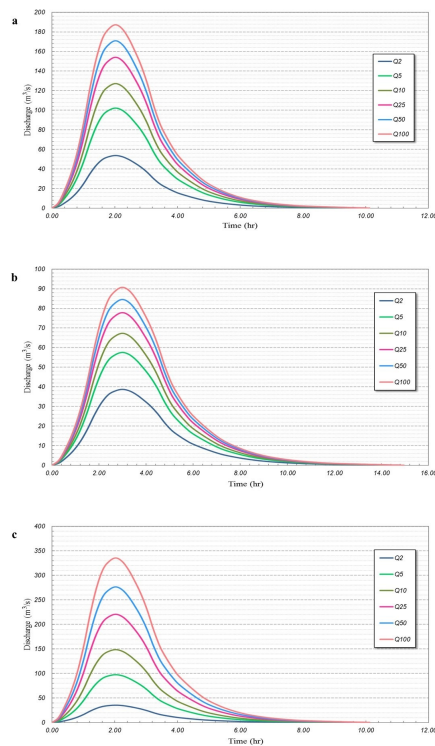 a
200
180
160
140
120
100
80
60
40
20
0
Discharge (m³/s)
0.00 2.00 4.00 6.00 8.00 10.00 12.00
Time (hr)
Q2
Q5
Q10
Q25
Q50
Q100
b
100
90
80
70
60
50
40
30
20
10
0
Discharge (m³/s)
0.00 2.00 4.00 6.00 8.00 10.00 12.00 14.00 16.00
Time (hr)
Q2
Q5
Q10
Q25
Q50
Q100
c
400
350
300
250
200
150
100
50
0
Discharge (m³/s)
0.00 2.00 4.00 6.00 8.00 10.00 12.00
Time (hr)
Q2
Q5
Q10
Q25
Q50
Q100